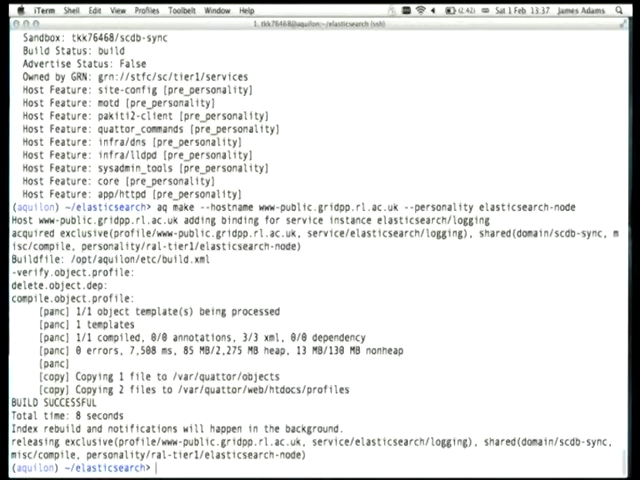 iTerm Shell Edit View Profiles Toolbelt Window Help (2:42) Sat 1 Feb 13:37 James Adams
1. tkk76468@aquilon:~/elasticsearch (ssh)
Sandbox: tkk76468/scdb-sync
Build Status: build
Advertise Status: False
Owned by GRN: grn://stfc/sc/tier1/services
Host Feature: site-config [pre_personality]
Host Feature: motd [pre_personality]
Host Feature: pakiti2-client [pre_personality]
Host Feature: quattor_commands [pre_personality]
Host Feature: infra/dns [pre_personality]
Host Feature: infra/lldpd [pre_personality]
Host Feature: sysadmin_tools [pre_personality]
Host Feature: core [pre_personality]
Host Feature: app/httpd [pre_personality]
(aquilon) ~/elasticsearch> aq make --hostname www-public.gridpp.rl.ac.uk --personality elasticsearch-node
Host www-public.gridpp.rl.ac.uk adding binding for service instance elasticsearch/logging
acquired exclusive(profile/www-public.gridpp.rl.ac.uk, service/elasticsearch/logging), shared(domain/scdb-sync, m
isc/compile, personality/ral-tier1/elasticsearch-node)
Buildfile: /opt/aquilon/etc/build.xml
-verify.object.profile:
delete.object.dep:
compile.object.profile:
[panc] 1/1 object template(s) being processed
[panc] 1 templates
[panc] 1/1 compiled, 0/0 annotations, 3/3 xml, 0/0 dependency
[panc] 0 errors, 7,508 ms, 85 MB/2,275 MB heap, 13 MB/130 MB nonheap
[panc]
[copy] Copying 1 file to /var/quattor/objects
[copy] Copying 2 files to /var/quattor/web/htdocs/profiles
BUILD SUCCESSFUL
Total time: 8 seconds
Index rebuild and notifications will happen in the background.
releasing exclusive(profile/www-public.gridpp.rl.ac.uk, service/elasticsearch/logging), shared(domain/scdb-sync,
misc/compile, personality/ral-tier1/elasticsearch-node)
(aquilon) ~/elasticsearch>